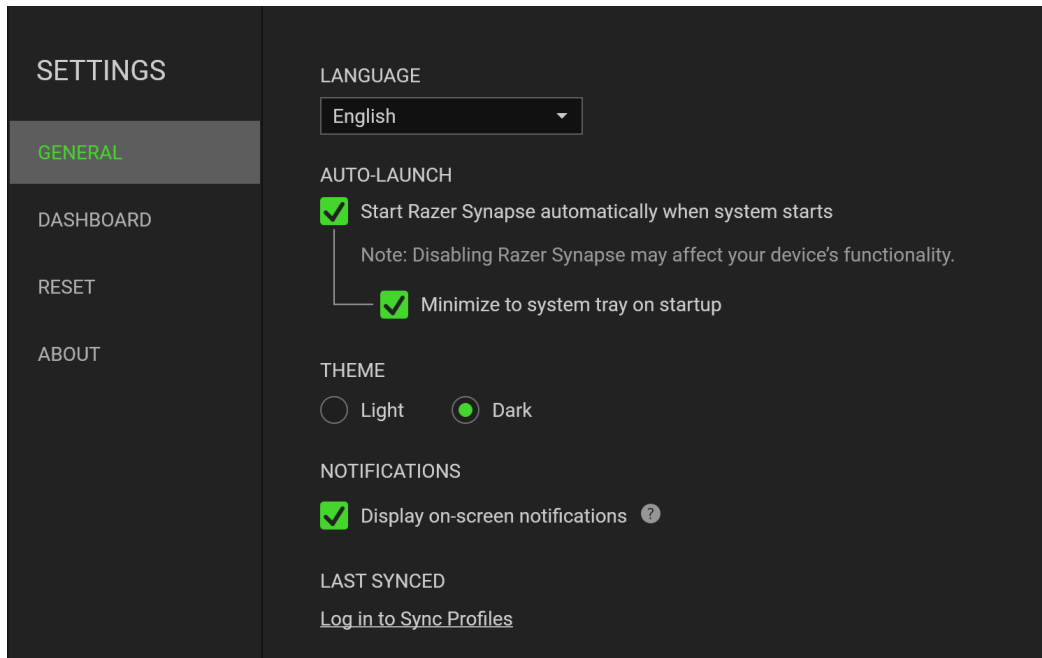 SETTINGS
GENERAL
DASHBOARD
RESET
ABOUT
LANGUAGE
English
AUTO-LAUNCH
Start Razer Synapse automatically when system starts
Note: Disabling Razer Synapse may affect your device’s functionality.
Minimize to system tray on startup
THEME
Light Dark
NOTIFICATIONS
Display on-screen notifications ?
LAST SYNCED
Log in to Sync Profiles